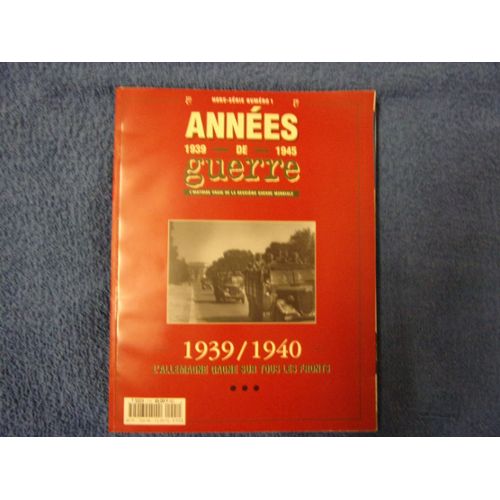 HORS-SÉRIE NUMÉRO 1
ANNÉES
1939 — DE — 1945
guerre
L'HISTOIRE VRAIE DE LA DEUXIÈME GUERRE MONDIALE
1939/1940
L'ALLEMAGNE GAGNE SUR TOUS LES FRONTS